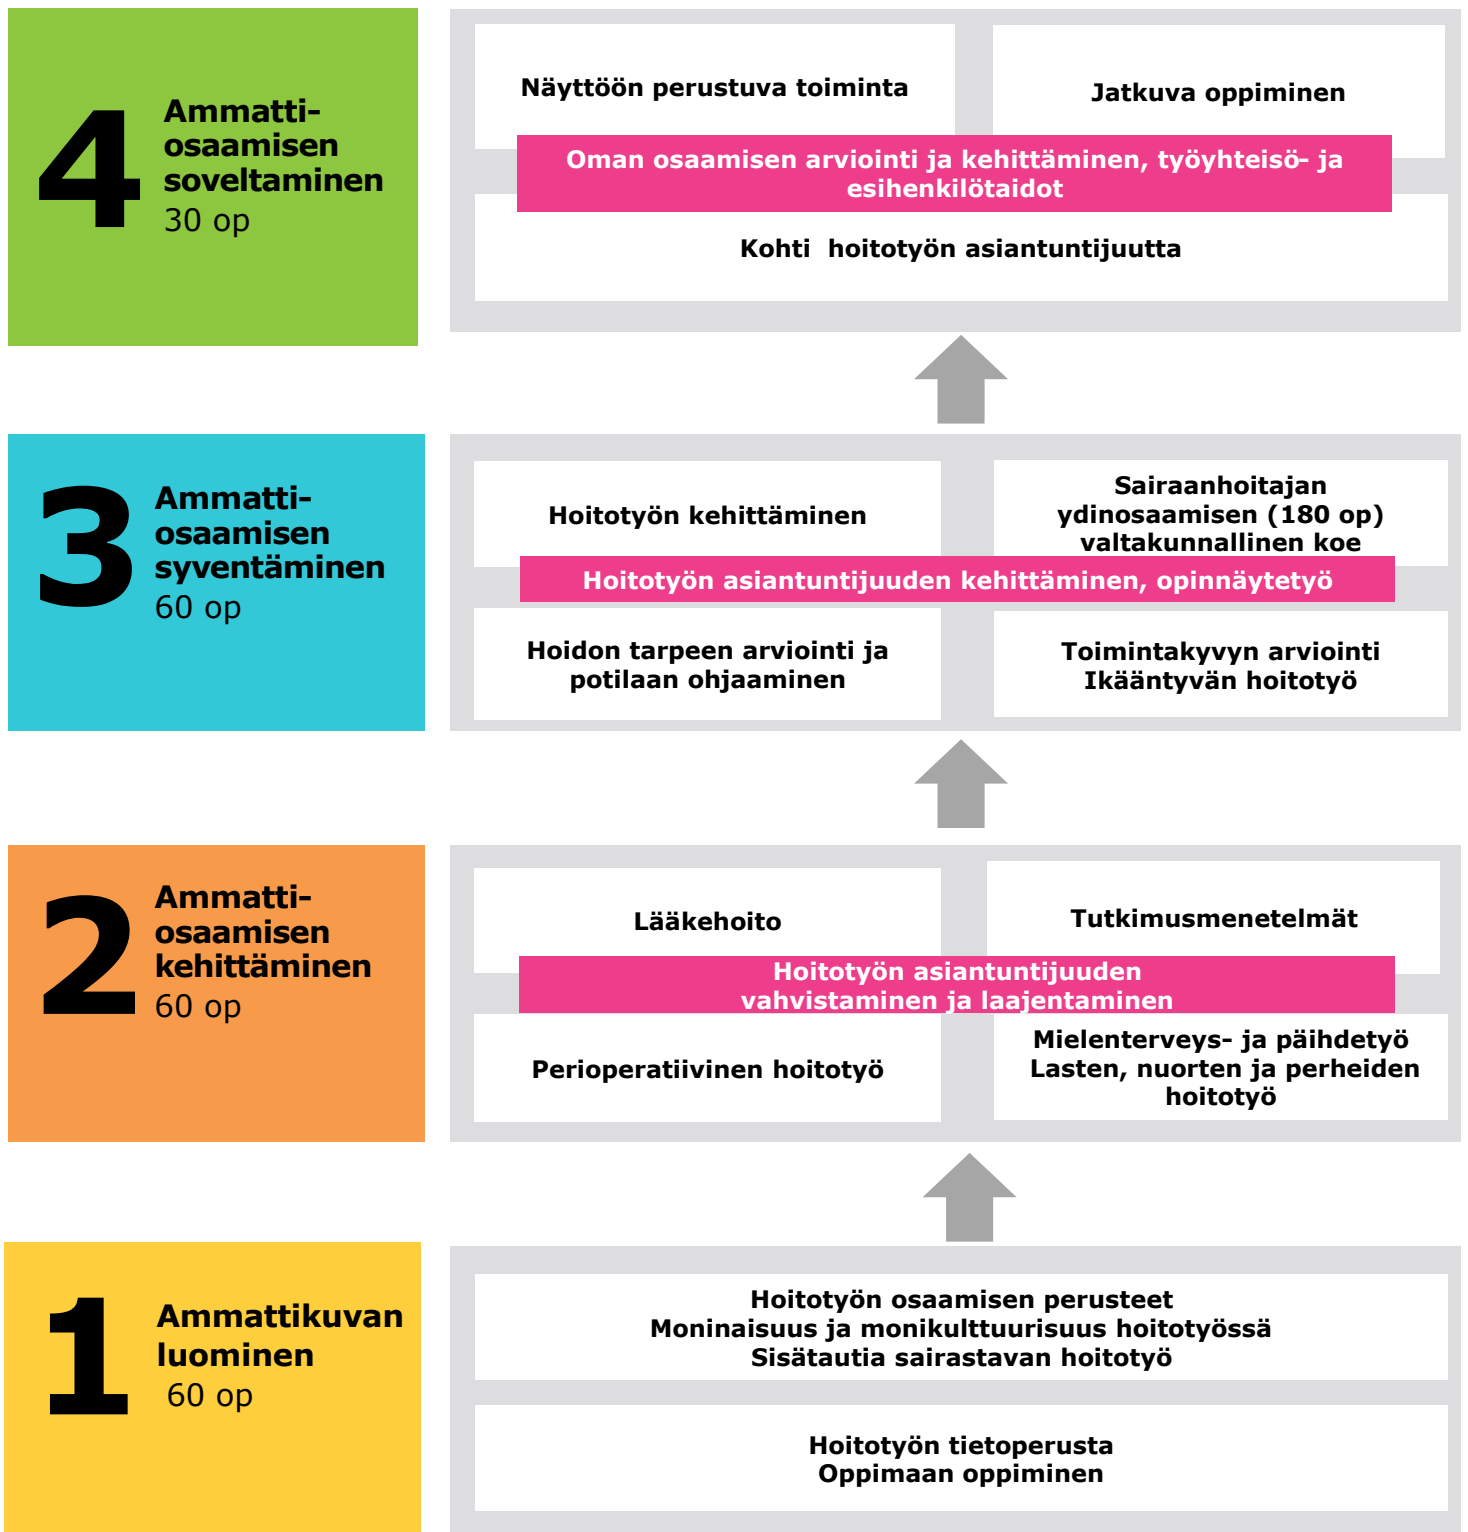 4
Ammatti-
osaamisen
soveltaminen
30 op
Näyttöön perustuva toiminta
Jatkuva oppiminen
Oman osaamisen arviointi ja kehittäminen, työyhteisö- ja
esihenkilötaidot
Kohti hoitotyön asiantuntijuutta
3
Ammatti-
osaamisen
syventäminen
60 op
Hoitotyön kehittäminen
Sairaanhoitajan
ydinosaamisen (180 op)
valtakunnallinen koe
Hoitotyön asiantuntijuuden kehittäminen, opinnäytetyö
Hoidon tarpeen arviointi ja
potilaan ohjaaminen
Toimintakyvyn arviointi
Ikääntyvän hoitotyö
2
Ammatti-
osaamisen
kehittäminen
60 op
Lääkehoito
Tutkimusmenetelmät
Hoitotyön asiantuntijuuden
vahvistaminen ja laajentaminen
Perioperatiivinen hoitotyö
Mielenterveys- ja päihdetyö
Lasten, nuorten ja perheiden
hoitotyö
1
Ammattikuvan
luominen
60 op
Hoitotyön osaamisen perusteet
Moninaisuus ja monikulttuurisuus hoitotyössä
Sisätautia sairastavan hoitotyö
Hoitotyön tietoperusta
Oppimaan oppiminen